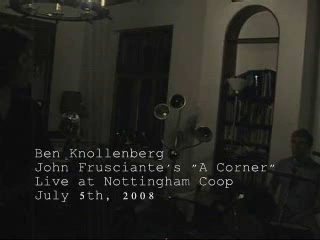 Ben Knollenberg
John Frusciante's "A Corner"
Live at Nottingham Coop
July 5th, 2008